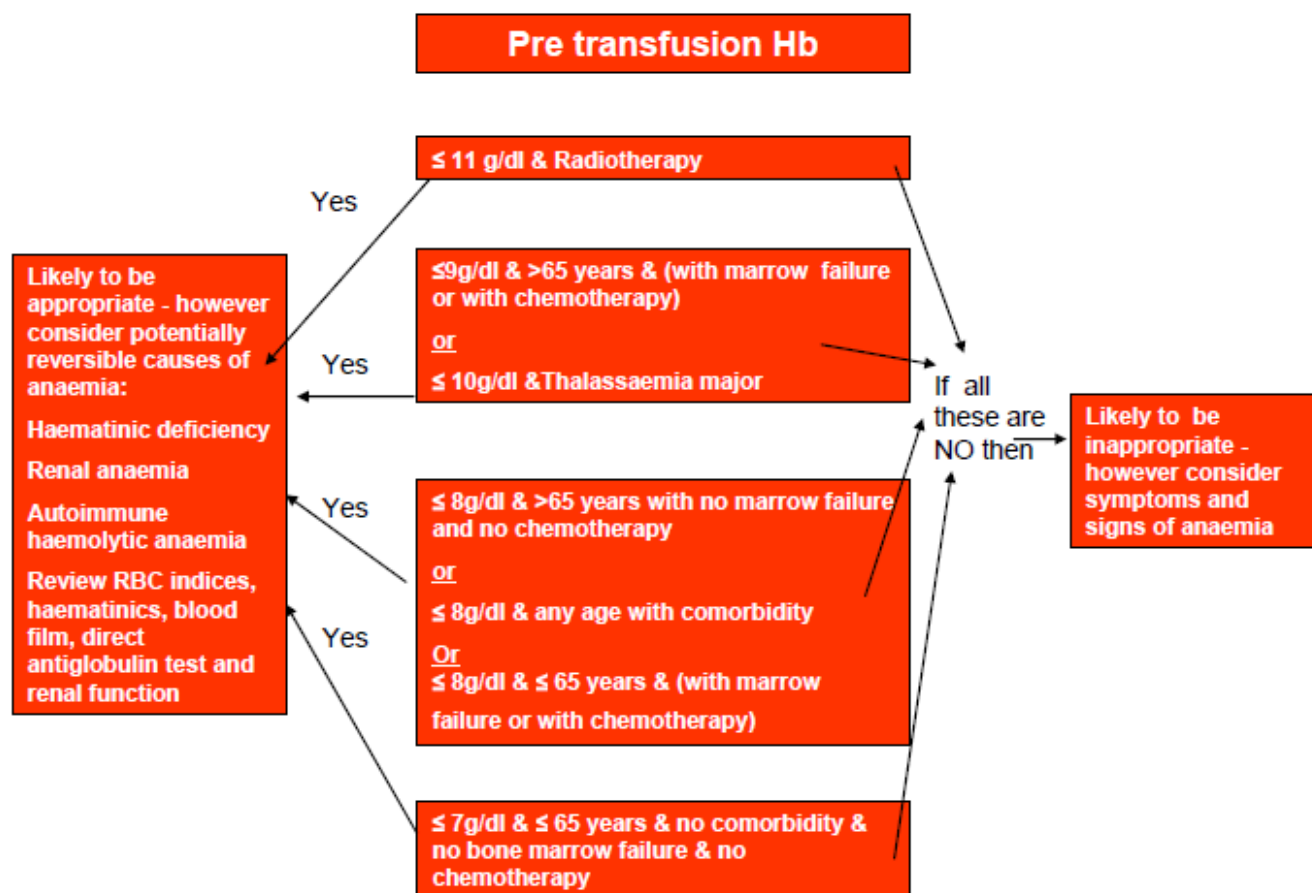 Pre transfusion Hb
≤ 11 g/dl & Radiotherapy
Yes
≤9g/dl & >65 years & (with marrow failure
or with chemotherapy)
or
≤ 10g/dl &Thalassaemia major
Yes
Likely to be
appropriate - however
consider potentially
reversible causes of
anaemia:
Haematinic deficiency
Renal anaemia
Autoimmune
haemolytic anaemia
Review RBC indices,
haematinics, blood
film, direct
antiglobulin test and
renal function
If all
these are
NO then
Likely to be
inappropriate -
however consider
symptoms and
signs of anaemia
Yes
≤ 8g/dl & >65 years with no marrow failure
and no chemotherapy
or
≤ 8g/dl & any age with comorbidity
Or
≤ 8g/dl & ≤ 65 years & (with marrow
failure or with chemotherapy)
Yes
≤ 7g/dl & ≤ 65 years & no comorbidity &
no bone marrow failure & no
chemotherapy